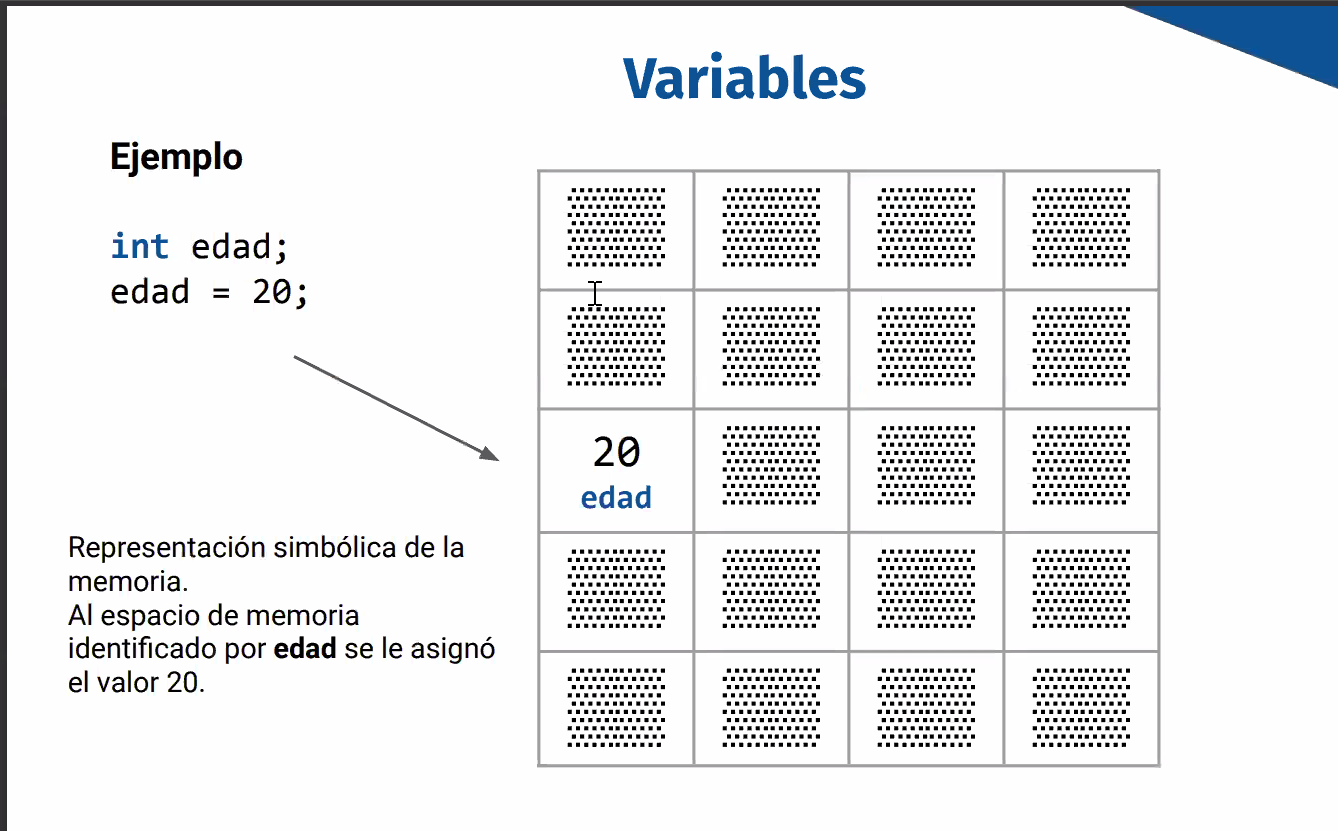 Variables
Ejemplo
int edad;
edad = 20;
20
edad
Representación simbólica de la
memoria.
Al espacio de memoria
identificado por edad se le asignó
el valor 20.